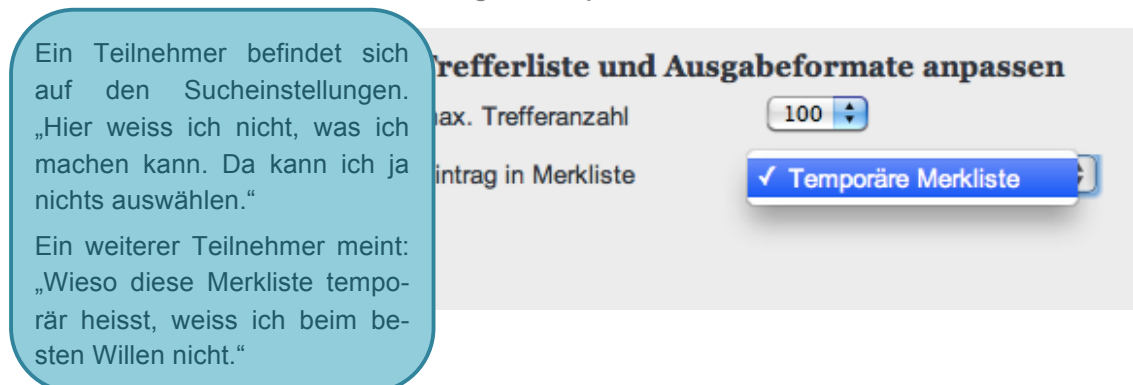 Ein Teilnehmer befindet sich
auf den Sucheinstellungen.
„Hier weiss ich nicht, was ich
machen kann. Da kann ich ja
nichts auswählen.“
Ein weiterer Teilnehmer meint:
„Wieso diese Merkliste tempo-
rär heisst, weiss ich beim be-
sten Willen nicht.“
Trefferliste und Ausgabeformate anpassen
max. Trefferanzahl
100
Eintrag in Merkliste
✓ Temporäre Merkliste